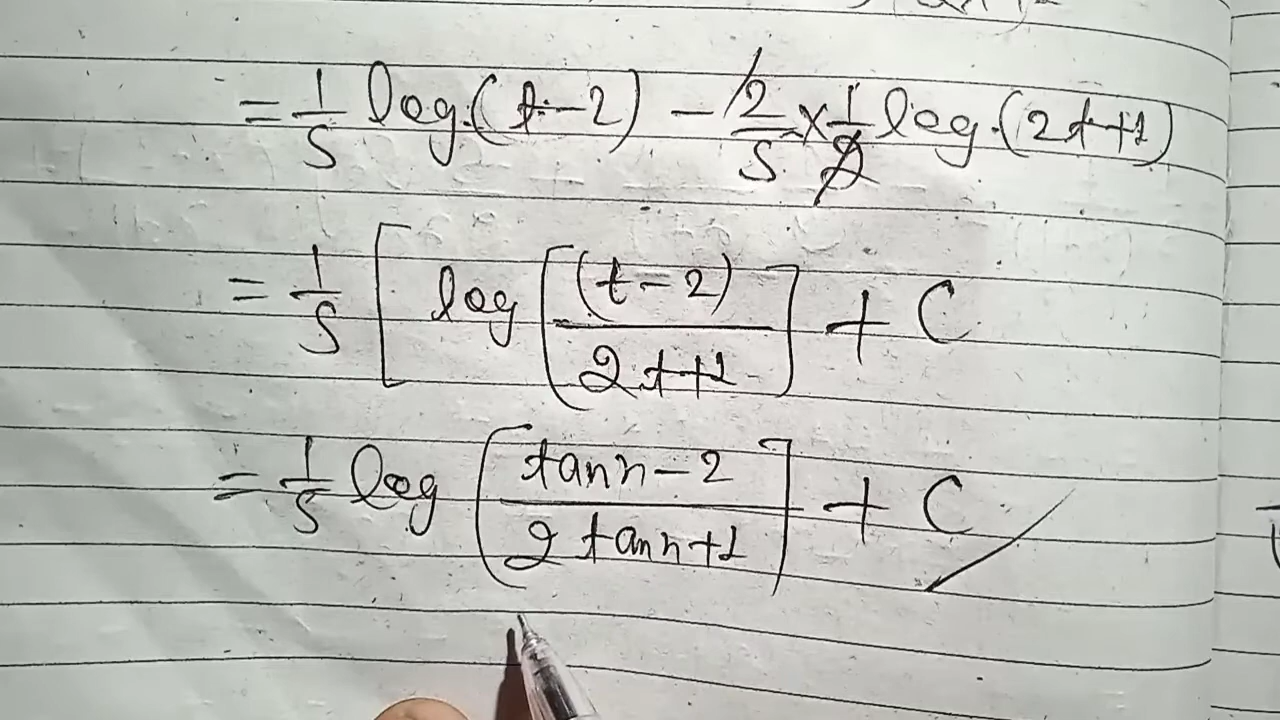 = 1/5 log.(t-2) - 2/5 × 1/2 log.(2t+1)
= 1/5 [ log [ (t-2) / 2t+1 ] + C
= 1/5 log [ tan x - 2 / 2 tan x + 1 ] + C